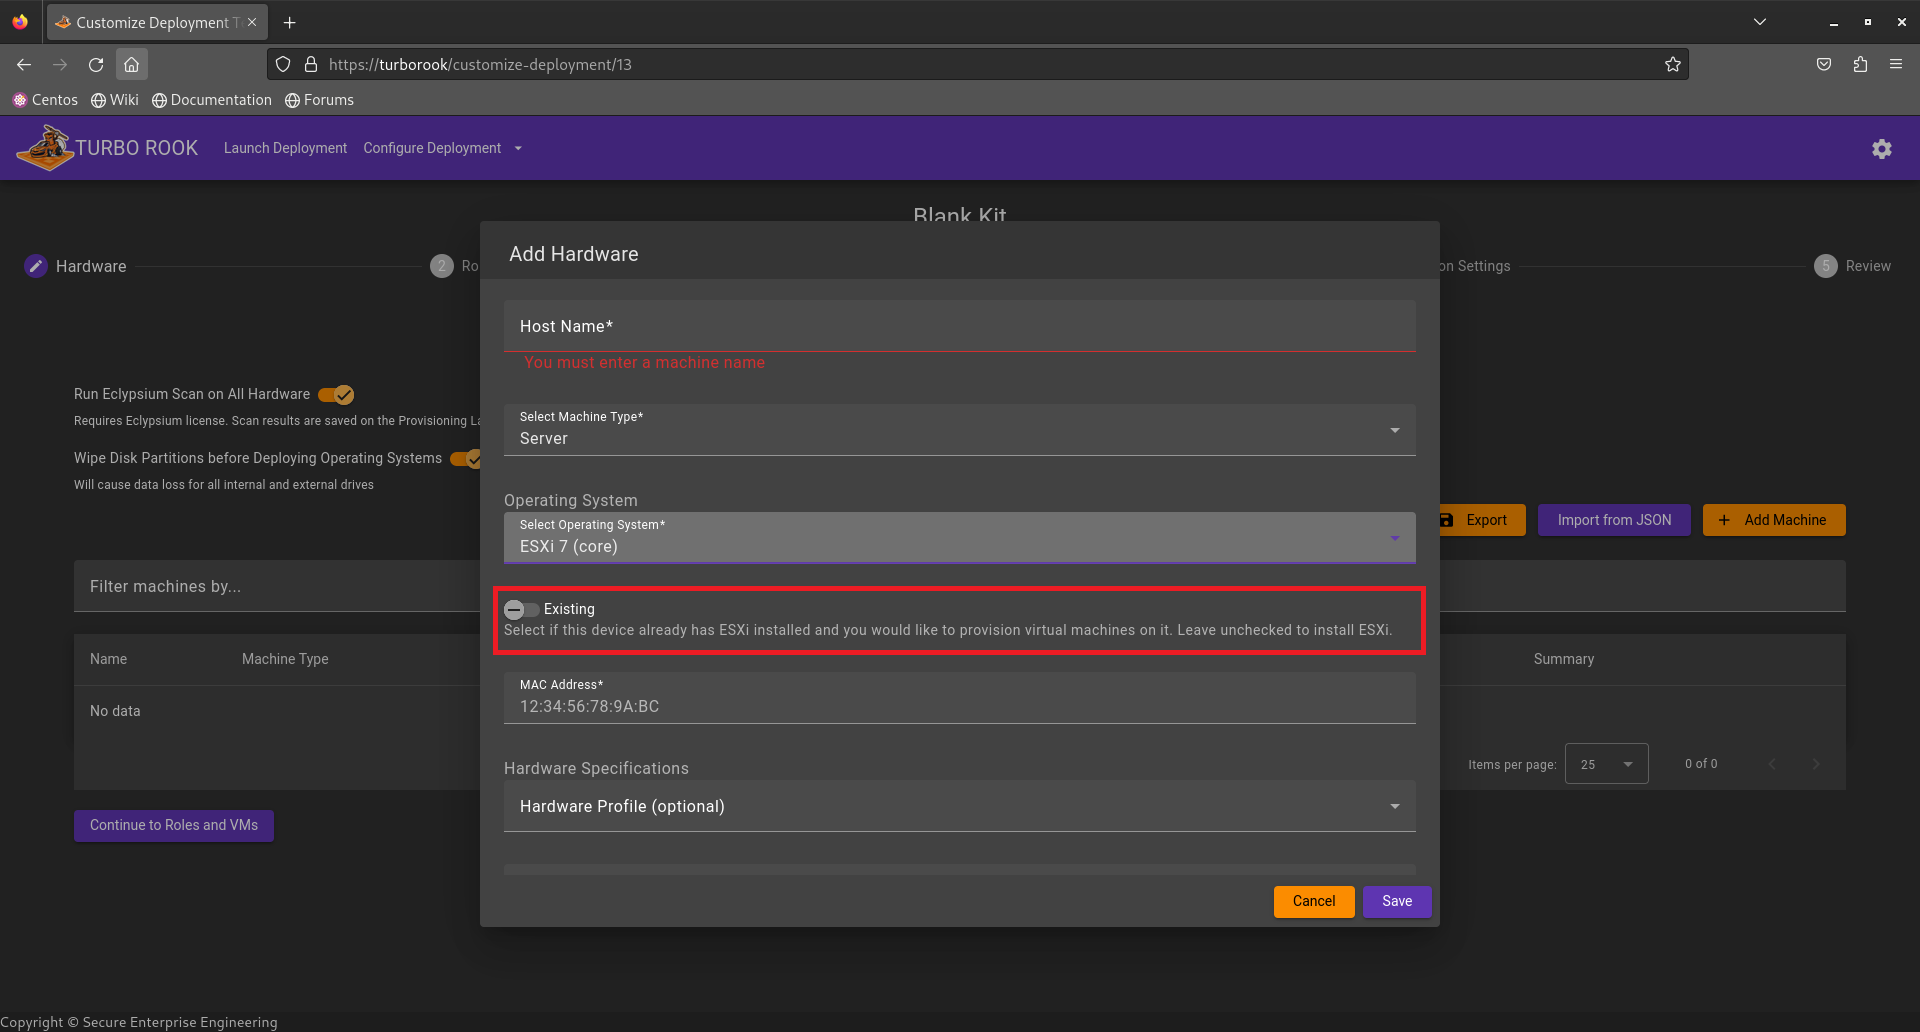 Customize Deployment T
https://turborook/customize-deployment/13
Centos Wiki Documentation Forums
TURBO ROOK Launch Deployment Configure Deployment
Blank Kit
Hardware 2 Ro on Settings 5 Review
Add Hardware
Host Name*
You must enter a machine name
Run Eclypsium Scan on All Hardware
Requires Eclypsium license. Scan results are saved on the Provisioning La
Select Machine Type*
Server
Wipe Disk Partitions before Deploying Operating Systems
Will cause data loss for all internal and external drives
Operating System
Select Operating System*
ESXi 7 (core)
Export Import from JSON + Add Machine
Filter machines by...
Existing
Select if this device already has ESXi installed and you would like to provision virtual machines on it. Leave unchecked to install ESXi.
Name Machine Type Summary
MAC Address*
12:34:56:78:9A:BC
No data
Hardware Specifications
Hardware Profile (optional)
Items per page: 25 0 of 0
Continue to Roles and VMs
Cancel Save
Copyright © Secure Enterprise Engineering